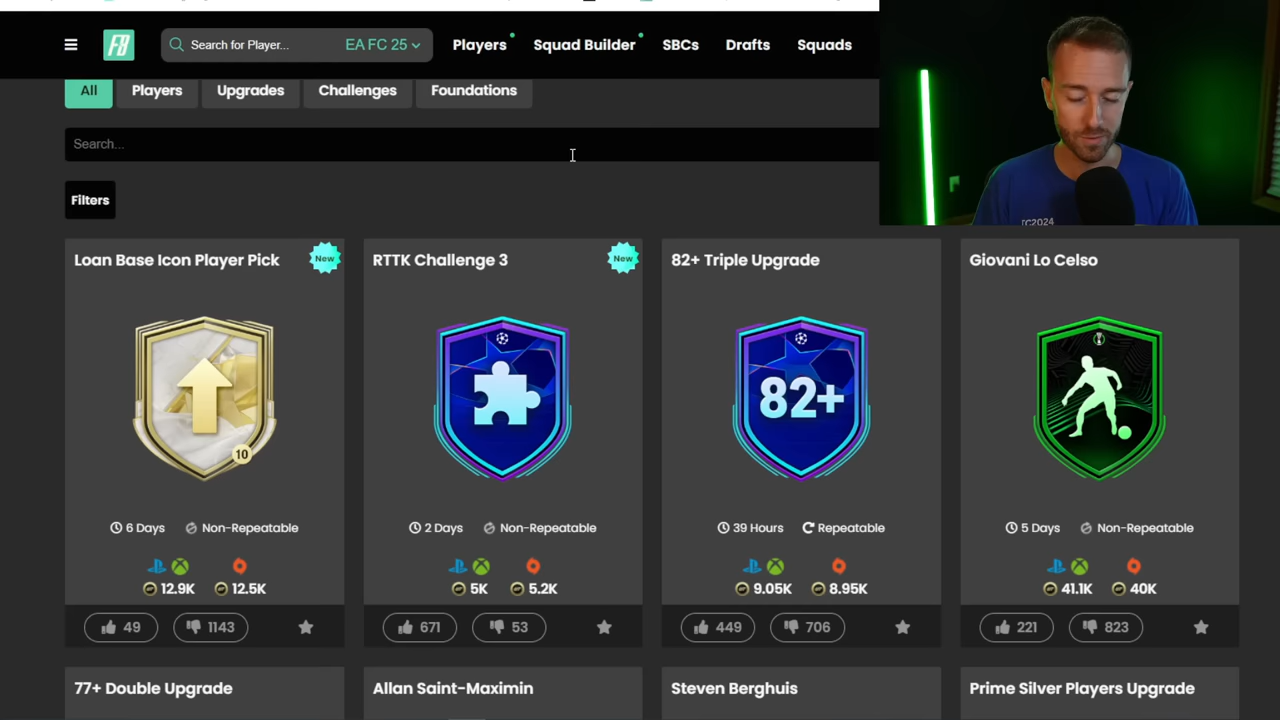 FB
Search for Player...
EA FC 25
Players
Squad Builder
SBCs
Drafts
Squads
All
Players
Upgrades
Challenges
Foundations
Search...
Filters
Loan Base Icon Player Pick
New
10
6 Days
Non-Repeatable
12.9K
12.5K
49
1143
RTTK Challenge 3
New
2 Days
Non-Repeatable
5K
5.2K
671
53
82+ Triple Upgrade
82+
39 Hours
Repeatable
9.05K
8.95K
449
706
Giovani Lo Celso
5 Days
Non-Repeatable
41.1K
40K
221
823
77+ Double Upgrade
Allan Saint-Maximin
Steven Berghuis
Prime Silver Players Upgrade